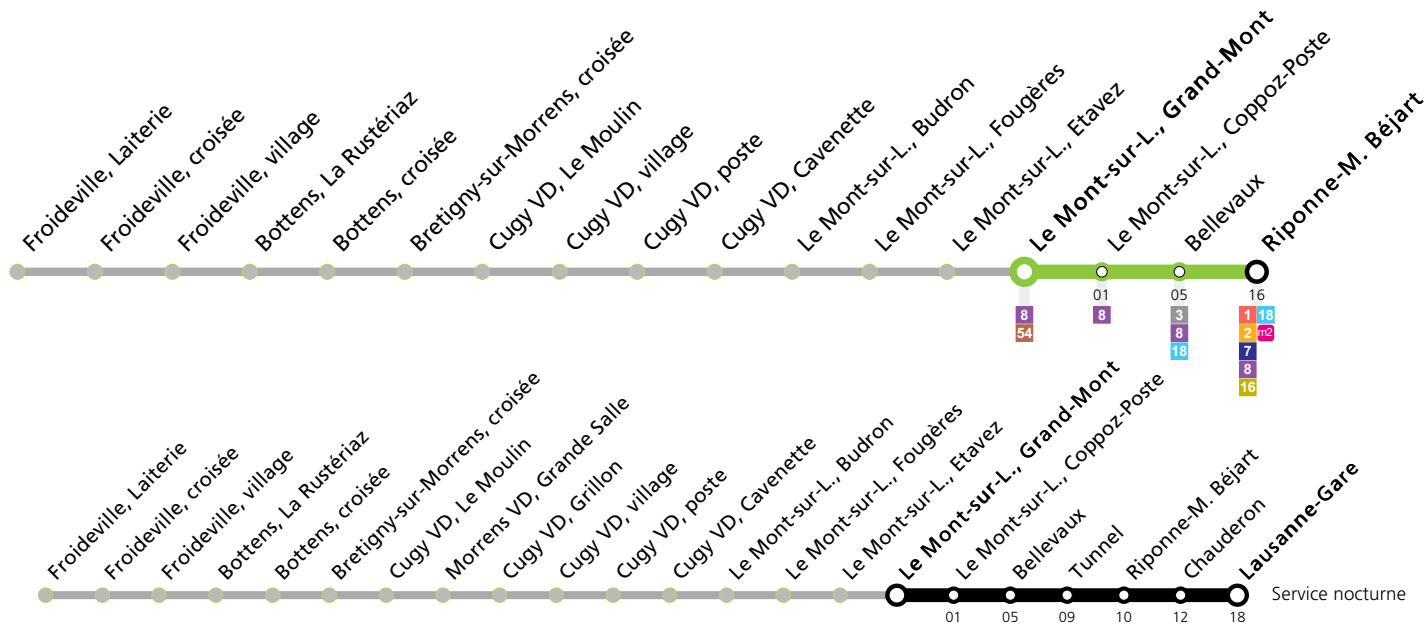 Froideville, Laiterie
Froideville, croisée
Froideville, village
Bottens, La Rustériaz
Bottens, croisée
Bretigny-sur-Morrens, croisée
Cugy VD, Le Moulin
Cugy VD, village
Cugy VD, poste
Cugy VD, Cavenette
Le Mont-sur-L., Budron
Le Mont-sur-L., Fougères
Le Mont-sur-L., Etavez
Le Mont-sur-L., Grand-Mont
Le Mont-sur-L., Coppoz-Poste
Bellevaux
Riponne-M. Béjart
01 05 16
8 8 3 1 18
54 8 2 m2
18 7
8
16
Froideville, Laiterie
Froideville, croisée
Froideville, village
Bottens, La Rustériaz
Bottens, croisée
Bretigny-sur-Morrens, croisée
Cugy VD, Le Moulin
Morrens VD, Grande Salle
Cugy VD, Grillon
Cugy VD, village
Cugy VD, poste
Cugy VD, Cavenette
Le Mont-sur-L., Budron
Le Mont-sur-L., Fougères
Le Mont-sur-L., Etavez
Le Mont-sur-L., Grand-Mont
Le Mont-sur-L., Coppoz-Poste
Bellevaux
Tunnel
Riponne-M. Béjart
Chauderon
Lausanne-Gare
Service nocturne
01 05 09 10 12 18